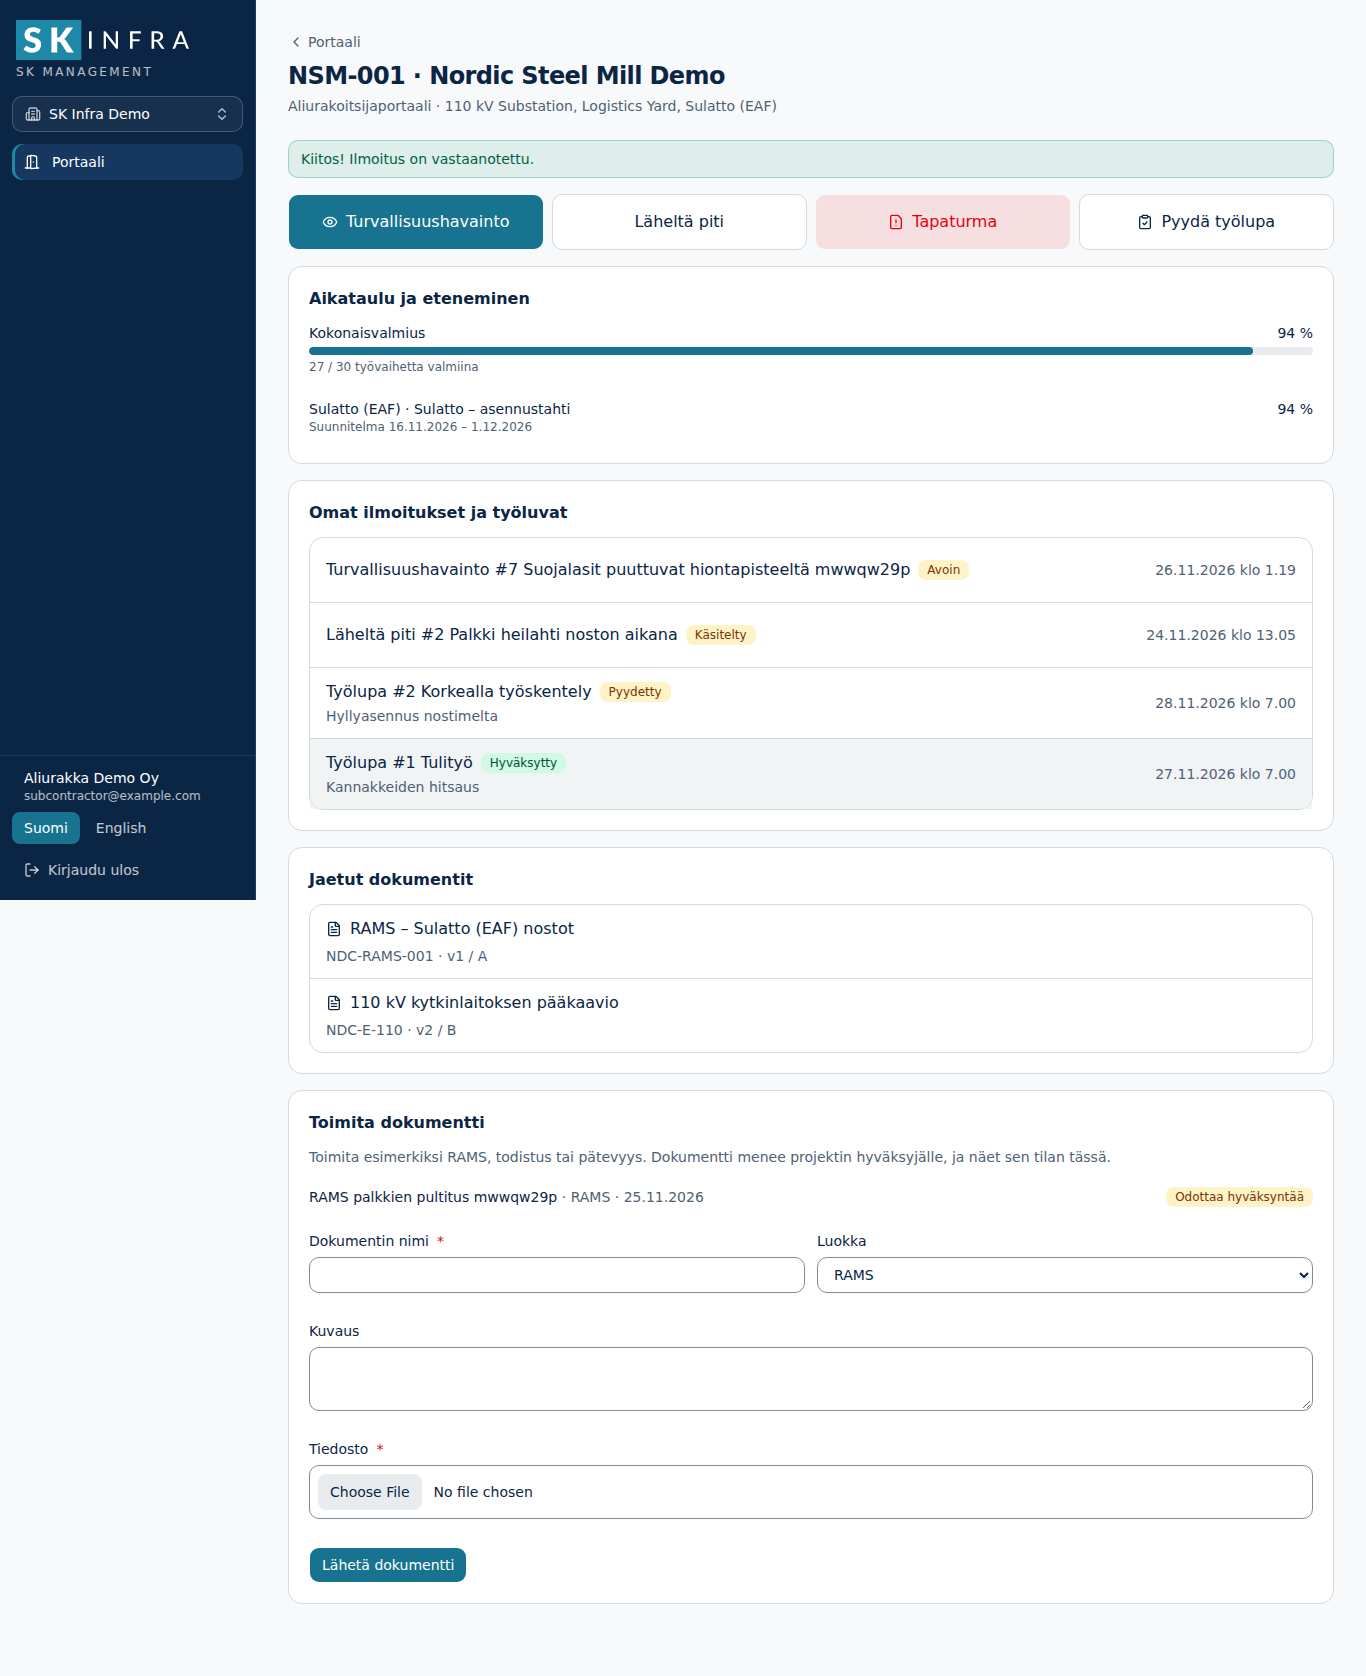 SK INFRA
SK MANAGEMENT
SK Infra Demo
Portaali
Aliurakka Demo Oy
subcontractor@example.com
Suomi English
Kirjaudu ulos
Portaali
NSM-001 · Nordic Steel Mill Demo
Aliurakoitsijaportaali · 110 kV Substation, Logistics Yard, Sulatto (EAF)
Kiitos! Ilmoitus on vastaanotettu.
Turvallisuushavainto Läheltä piti Tapaturma Pyydä työlupa
Aikataulu ja eteneminen
Kokonaisvalmius 94 %
27 / 30 työvaihetta valmiina
Sulatto (EAF) · Sulatto – asennustahti 94 %
Suunnitelma 16.11.2026 – 1.12.2026
Omat ilmoitukset ja työluvat
Turvallisuushavainto #7 Suojalasit puuttuvat hiontapisteeltä mwwqw29p Avoin 26.11.2026 klo 1.19
Läheltä piti #2 Palkki heilahti noston aikana Käsitelty 24.11.2026 klo 13.05
Työlupa #2 Korkealla työskentely Pyydetty 28.11.2026 klo 7.00
Hyllyasennus nostimelta
Työlupa #1 Tulityö Hyväksytty 27.11.2026 klo 7.00
Kannakkeiden hitsaus
Jaetut dokumentit
RAMS – Sulatto (EAF) nostot
NDC-RAMS-001 · v1 / A
110 kV kytkinlaitoksen pääkaavio
NDC-E-110 · v2 / B
Toimita dokumentti
Toimita esimerkiksi RAMS, todistus tai pätevyys. Dokumentti menee projektin hyväksyjälle, ja näet sen tilan tässä.
RAMS palkkien pultitus mwwqw29p · RAMS · 25.11.2026 Odottaa hyväksyntää
Dokumentin nimi * Luokka
RAMS
Kuvaus
Tiedosto *
Choose File No file chosen
Lähetä dokumentti